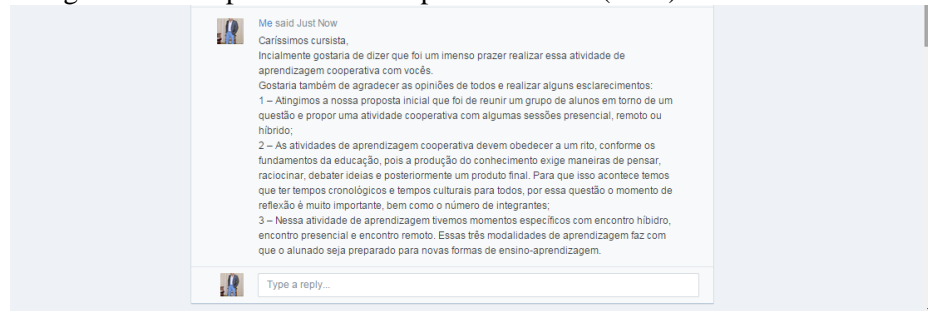 Me said Just Now
Caríssimos cursista,
Incialmente gostaria de dizer que foi um imenso prazer realizar essa atividade de
aprendizagem cooperativa com vocês.
Gostaria também de agradecer as opiniões de todos e realizar alguns esclarecimentos:
1 – Atingimos a nossa proposta inicial que foi de reunir um grupo de alunos em torno de um
questão e propor uma atividade cooperativa com algumas sessões presencial, remoto ou
híbrido;
2 – As atividades de aprendizagem cooperativa devem obedecer a um rito, conforme os
fundamentos da educação, pois a produção do conhecimento exige maneiras de pensar,
raciocinar, debater ideias e posteriormente um produto final. Para que isso acontece temos
que ter tempos cronológicos e tempos culturais para todos, por essa questão o momento de
reflexão é muito importante, bem como o número de integrantes;
3 – Nessa atividade de aprendizagem tivemos momentos específicos com encontro híbidro,
encontro presencial e encontro remoto. Essas três modalidades de aprendizagem faz com
que o alunado seja preparado para novas formas de ensino-aprendizagem.
Type a reply...